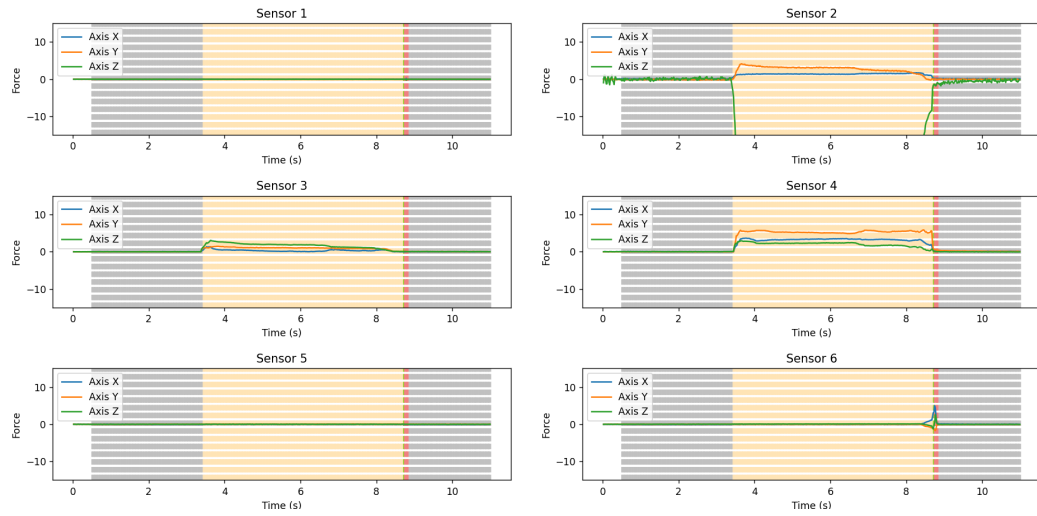 Sensor 1
Axis X
Axis Y
Axis Z
10
0
−10
Force
0 2 4 6 8 10
Time (s)
Sensor 2
Axis X
Axis Y
Axis Z
10
0
−10
Force
0 2 4 6 8 10
Time (s)
Sensor 3
Axis X
Axis Y
Axis Z
10
0
−10
Force
0 2 4 6 8 10
Time (s)
Sensor 4
Axis X
Axis Y
Axis Z
10
0
−10
Force
0 2 4 6 8 10
Time (s)
Sensor 5
Axis X
Axis Y
Axis Z
10
0
−10
Force
0 2 4 6 8 10
Time (s)
Sensor 6
Axis X
Axis Y
Axis Z
10
0
−10
Force
0 2 4 6 8 10
Time (s)